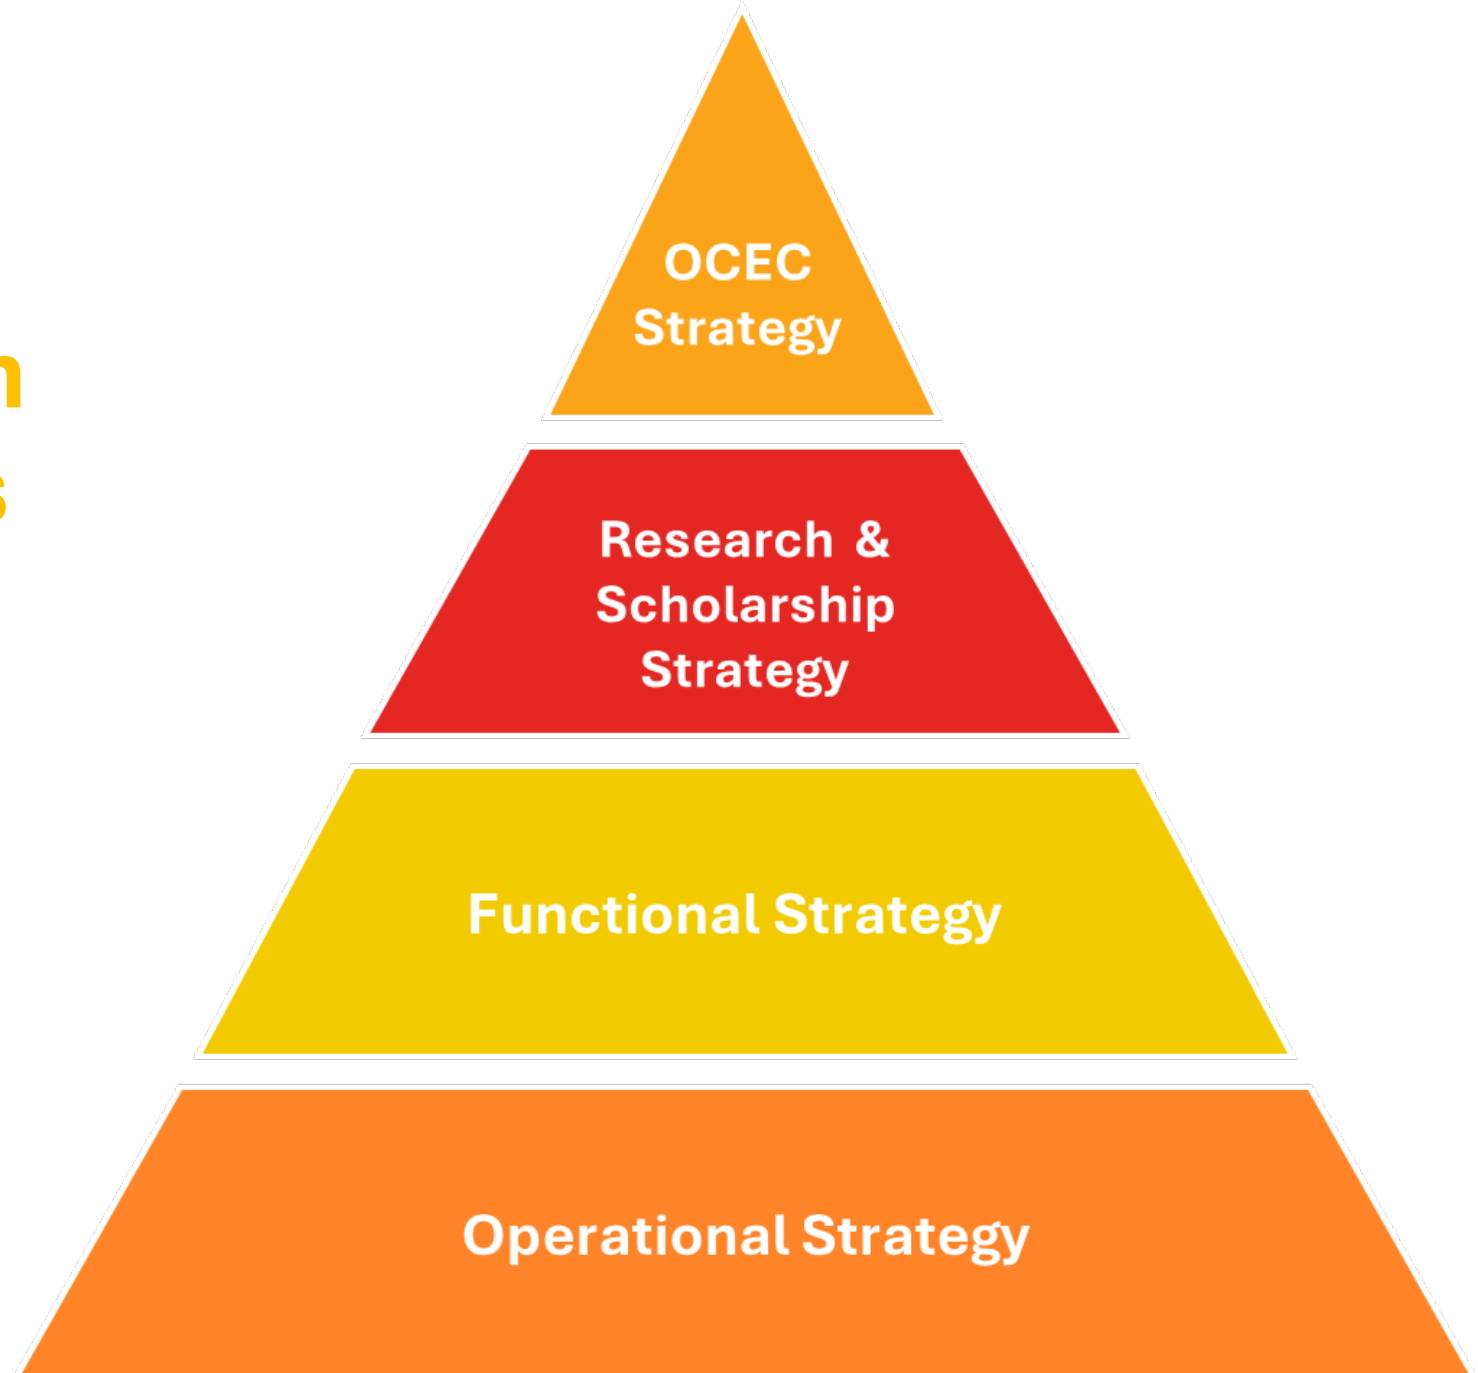 OCEC
Strategy
Research &
Scholarship
Strategy
Functional Strategy
Operational Strategy